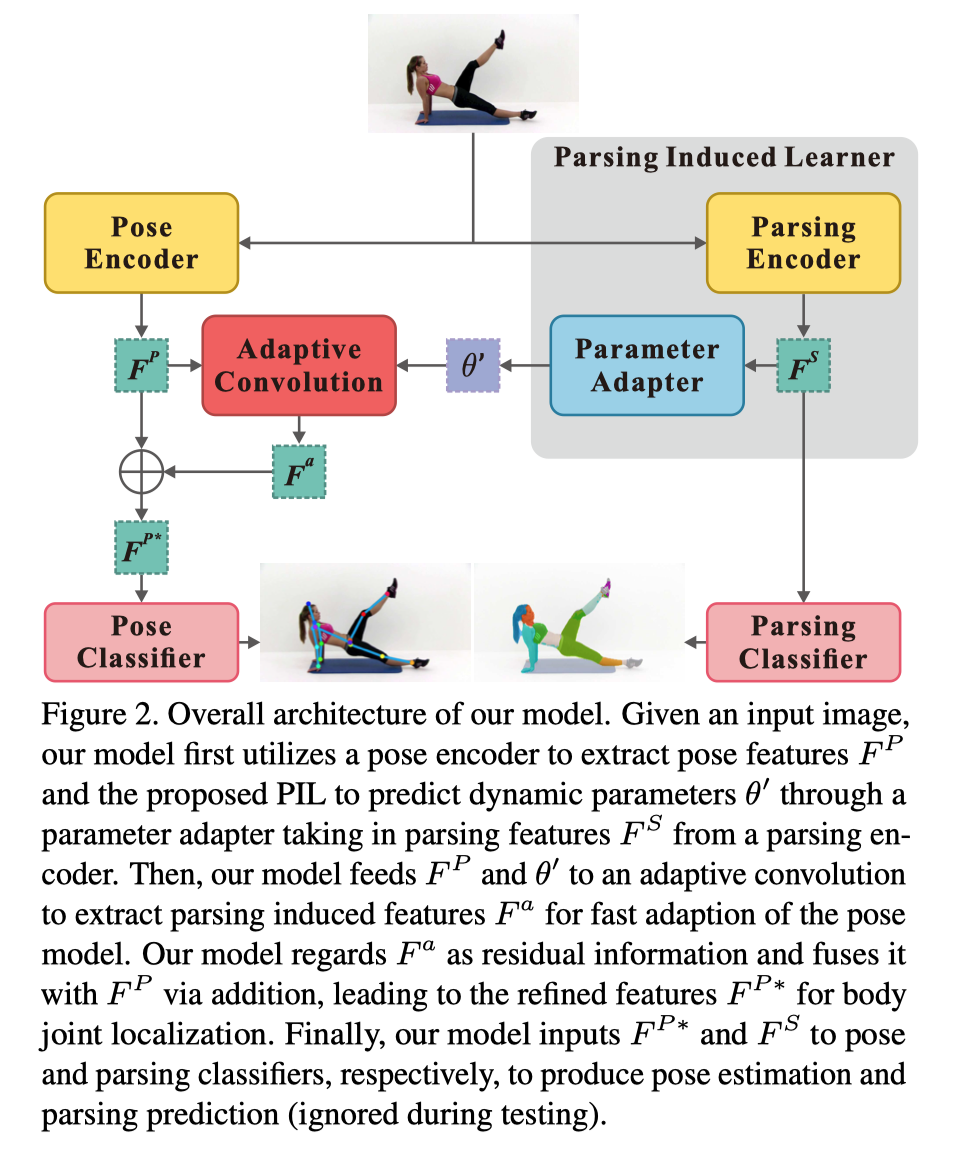 Parsing Induced Learner
Pose
Encoder
Parsing
Encoder
F^P
Adaptive
Convolution
θ’
Parameter
Adapter
F^S
F^a
F^{P*}
Pose
Classifier
Parsing
Classifier
Figure 2. Overall architecture of our model. Given an input image,
our model first utilizes a pose encoder to extract pose features F^P
and the proposed PIL to predict dynamic parameters θ′ through a
parameter adapter taking in parsing features F^S from a parsing en-
coder. Then, our model feeds F^P and θ′ to an adaptive convolution
to extract parsing induced features F^a for fast adaption of the pose
model. Our model regards F^a as residual information and fuses it
with F^P via addition, leading to the refined features F^{P*} for body
joint localization. Finally, our model inputs F^{P*} and F^S to pose
and parsing classifiers, respectively, to produce pose estimation and
parsing prediction (ignored during testing).